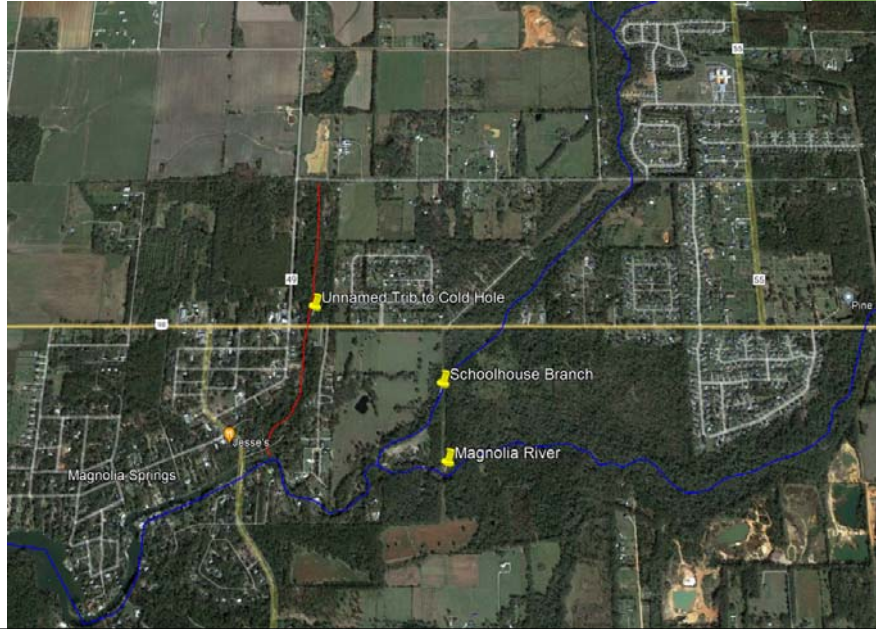 55
49
Unnamed Trib to Cold Hole
55
Pine
98
Schoolhouse Branch
Jesse's
Magnolia River
Magnolia Springs